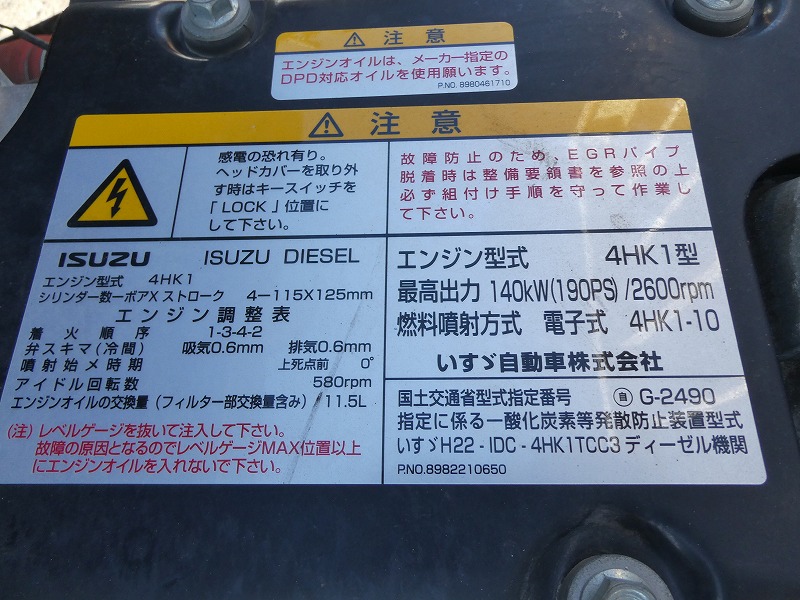 注意
エンジンオイルは、メーカー指定の
DPD対応オイルを使用願います。
P.NO. 8980461710
注意
感電の恐れ有り。
ヘッドカバーを取り外
す時はキースイッチを
「LOCK」位置に
して下さい。
故障防止のため、EGRパイプ
脱着時は整備要領書を参照の上
必ず組付け手順を守って作業し
て下さい。
ISUZU ISUZU DIESEL
エンジン型式 4HK1
シリンダー数ーボアX ストローク 4-115X125mm
エンジン調整表
着火順序 1-3-4-2
弁スキマ(冷間) 吸気0.6mm 排気0.6mm
噴射始メ時期 上死点前 0°
アイドル回転数 580rpm
エンジンオイルの交換量(フィルター部交換量含み) 11.5L
(注)レベルゲージを抜いて注入して下さい。
故障の原因となるのでレベルゲージMAX位置以上
にエンジンオイルを入れないで下さい。
エンジン型式 4HK1型
最高出力 140kW(190PS)/2600rpm
燃料噴射方式 電子式 4HK1-10
いすゞ自動車株式会社
国土交通省型式指定番号 自 G-2490
指定に係る一酸化炭素等発散防止装置型式
いすゞH22-IDC-4HK1TCC3ディーゼル機関
P.NO.8982210650